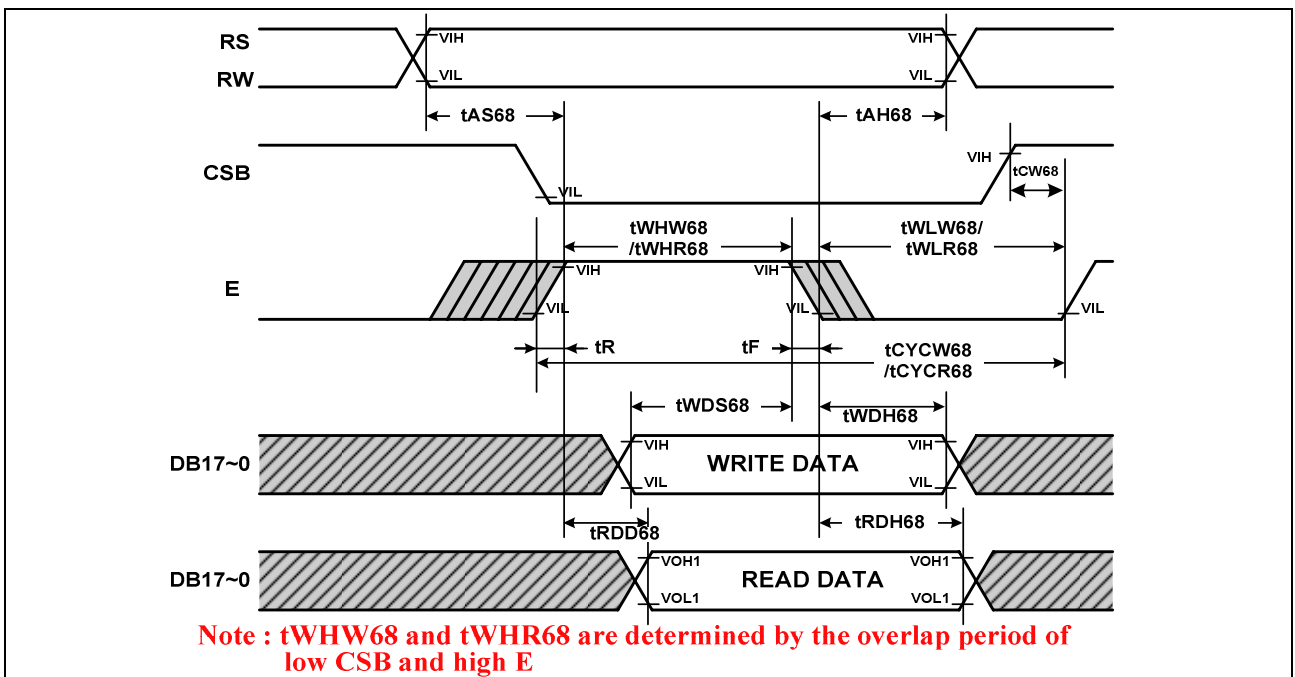 RS
VIH
VIH
RW
VIL
VIL
tAS68
tAH68
CSB
VIH
tCW68
VIL
tWHW68
/tWHR68
tWLW68/
tWLR68
E
VIH
VIH
VIL
VIL
VIL
tR
tF
tCYCW68
/tCYCR68
tWDS68
tWDH68
DB17~0
VIH
WRITE DATA
VIH
VIL
VIL
tRDD68
tRDH68
DB17~0
VOH1
READ DATA
VOH1
VOL1
VOL1
Note : tWHW68 and tWHR68 are determined by the overlap period of
low CSB and high E